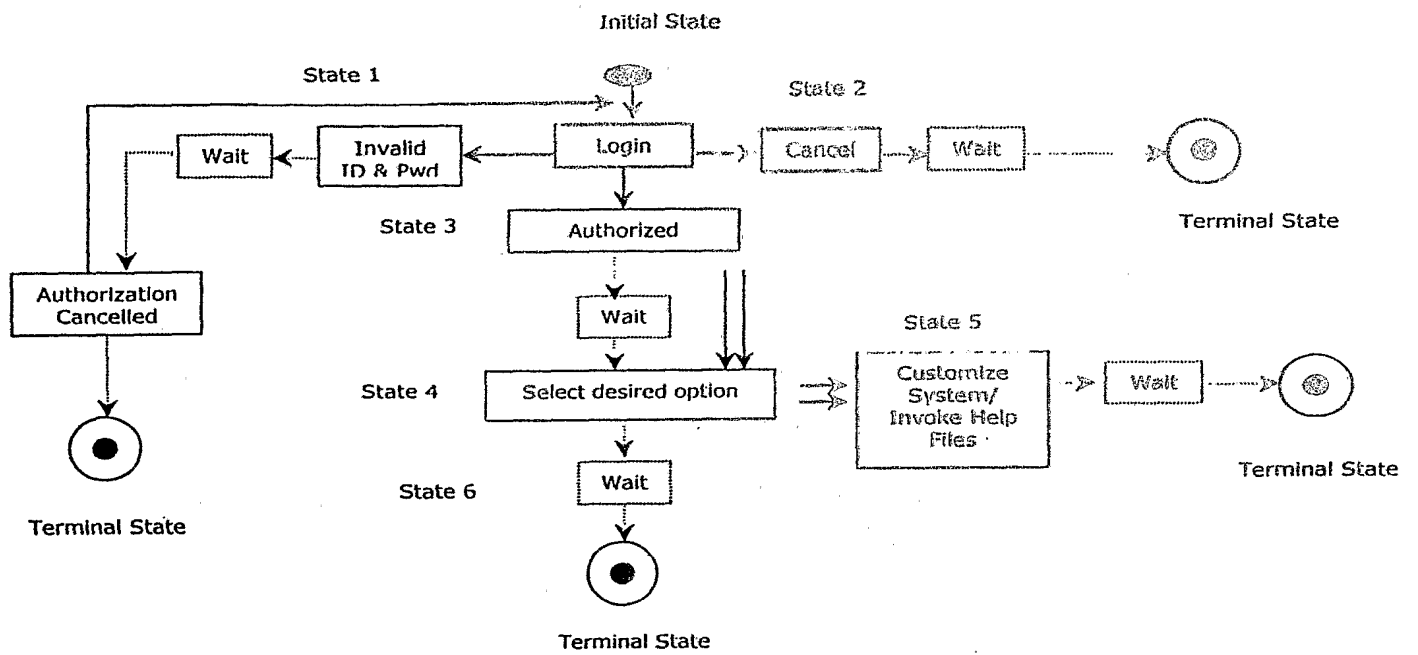 Initial State
State 1
State 2
Wait
Invalid
ID & Pwd
Login
Cancel
Wait
Terminal State
State 3
Authorized
Authorization
Cancelled
Wait
State 5
State 4
Select desired option
Customize
System/
Invoke Help
Files
Wait
Terminal State
State 6
Wait
Terminal State
Terminal State